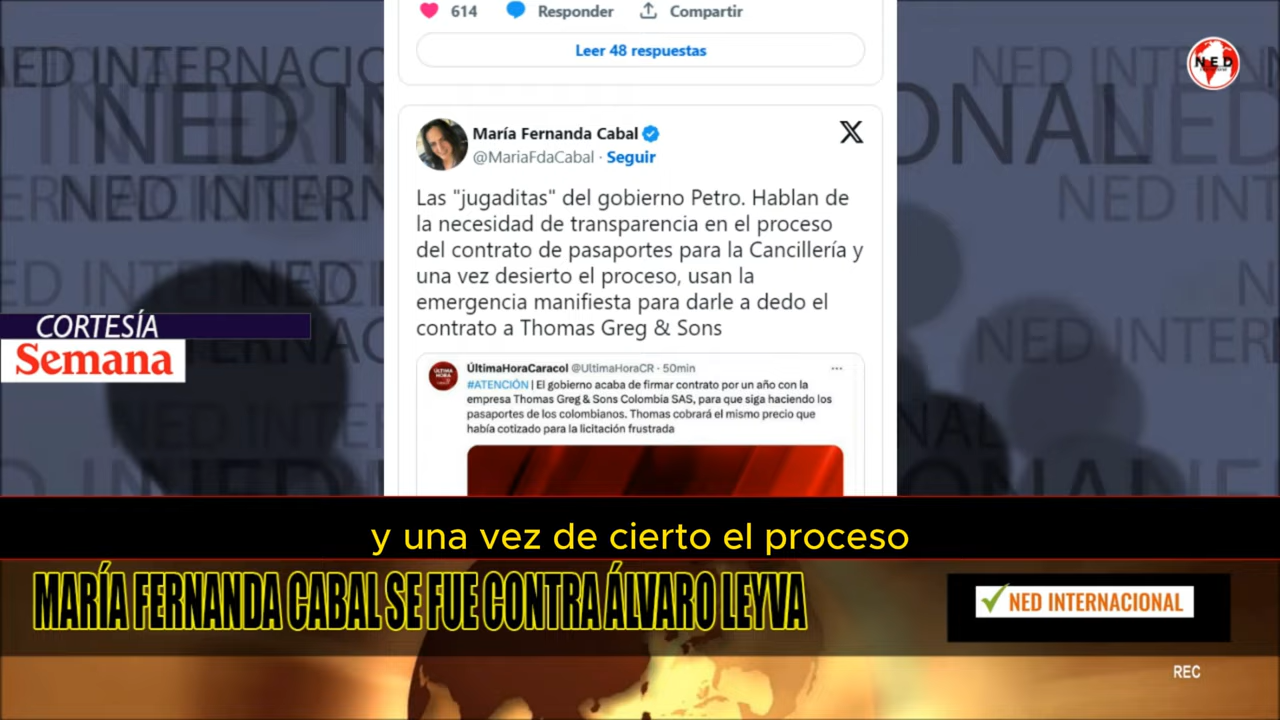 614 Responder Compartir
Leer 48 respuestas
NED
María Fernanda Cabal
@MariaFdaCabal · Seguir
Las "jugaditas" del gobierno Petro. Hablan de
la necesidad de transparencia en el proceso
del contrato de pasaportes para la Cancillería y
una vez desierto el proceso, usan la
emergencia manifiesta para darle a dedo el
contrato a Thomas Greg & Sons
CORTESÍA
Semana
ÚltimaHoraCaracol @UltimaHoraCR · 50min
#ATENCIÓN | El gobierno acaba de firmar contrato por un año con la
empresa Thomas Greg & Sons Colombia SAS, para que siga haciendo los
pasaportes de los colombianos. Thomas cobrará el mismo precio que
había cotizado para la licitación frustrada
y una vez de cierto el proceso
MARÍA FERNANDA CABAL SE FUE CONTRA ÁLVARO LEYVA
NED INTERNACIONAL
REC